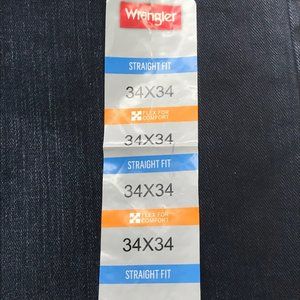 Wrangler
STRAIGHT FIT
34X34
FLEX FOR
COMFORT
34X34
STRAIGHT FIT
34X34
FLEX FOR
COMFORT
34X34
STRAIGHT FIT